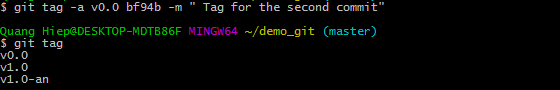 $ git tag -a v0.0 bf94b -m " Tag for the second commit"
Quang Hiep@DESKTOP-MDTB86F MINGW64 ~/demo_git (master)
$ git tag
v0.0
v1.0
v1.0-an